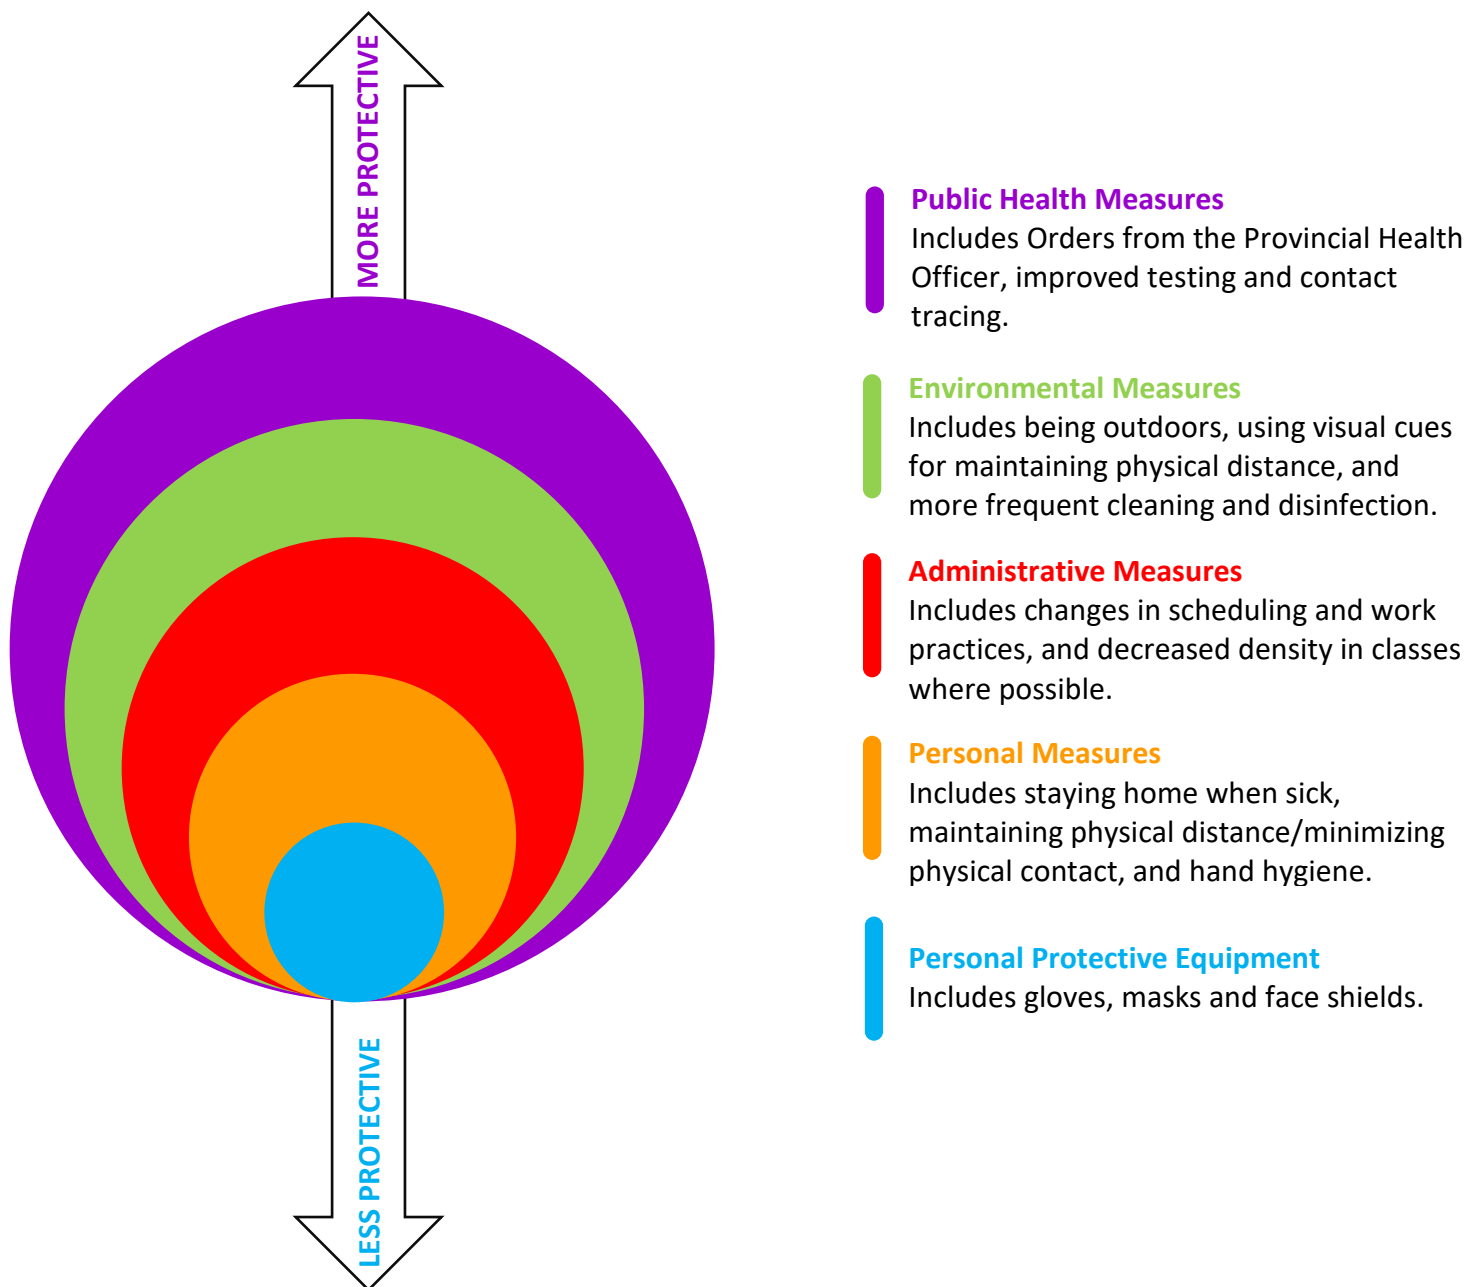 MORE PROTECTIVE
Public Health Measures
Includes Orders from the Provincial Health
Officer, improved testing and contact
tracing.
Environmental Measures
Includes being outdoors, using visual cues
for maintaining physical distance, and
more frequent cleaning and disinfection.
Administrative Measures
Includes changes in scheduling and work
practices, and decreased density in classes
where possible.
Personal Measures
Includes staying home when sick,
maintaining physical distance/minimizing
physical contact, and hand hygiene.
Personal Protective Equipment
Includes gloves, masks and face shields.
LESS PROTECTIVE